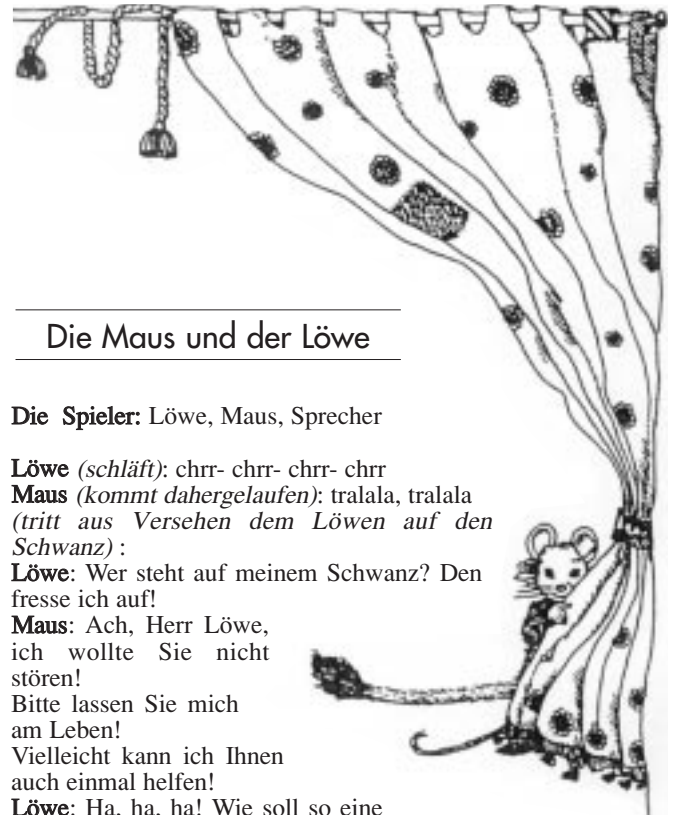 Die Maus und der Löwe
Die Spieler: Löwe, Maus, Sprecher
Löwe (schläft): chrr- chrr- chrr- chrr
Maus (kommt dahergelaufen): tralala, tralala
(tritt aus Versehen dem Löwen auf den
Schwanz) :
Löwe: Wer steht auf meinem Schwanz? Den
fresse ich auf!
Maus: Ach, Herr Löwe,
ich wollte Sie nicht
stören!
Bitte lassen Sie mich
am Leben!
Vielleicht kann ich Ihnen
auch einmal helfen!
Löwe: Ha, ha, ha! Wie soll so eine